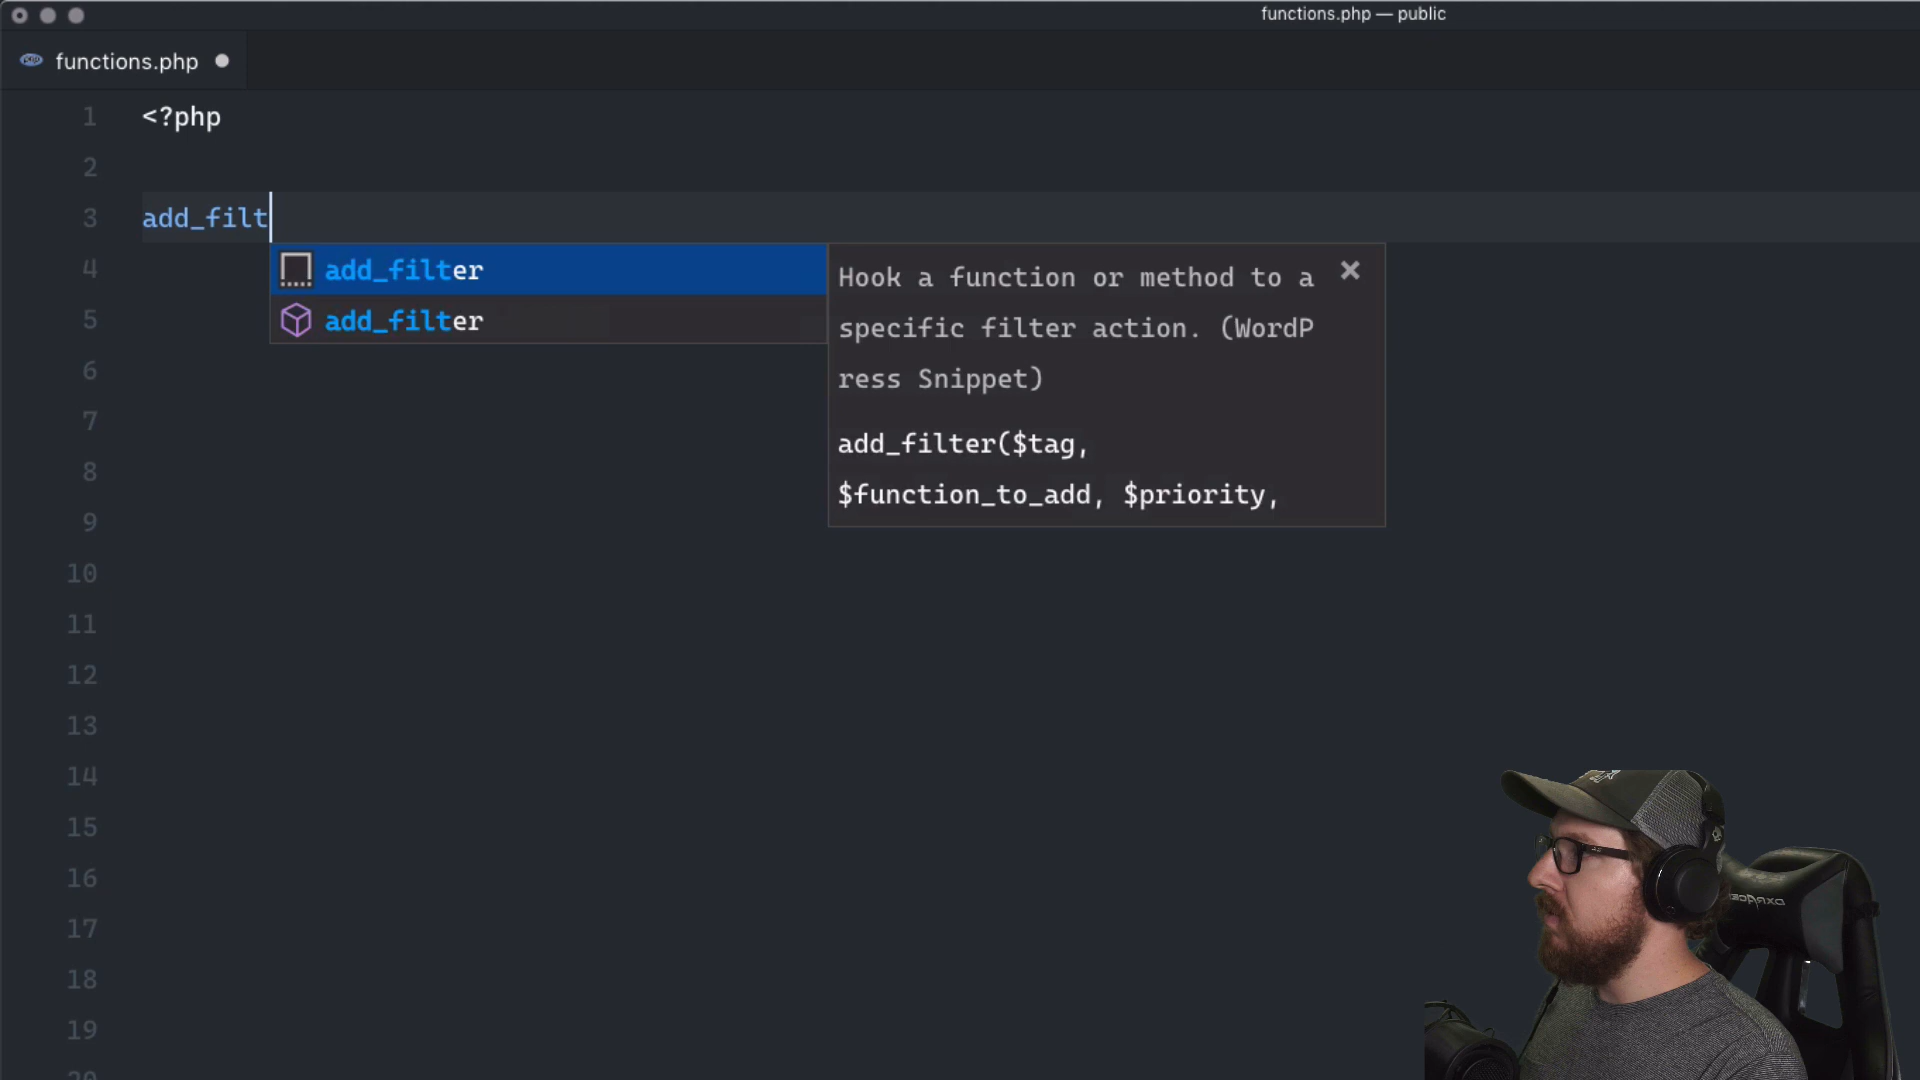 functions.php — public
functions.php
1 <?php
2
3 add_filt
add_filter
add_filter
Hook a function or method to a
specific filter action. (WordP
ress Snippet)
add_filter($tag,
$function_to_add, $priority,
4
5
6
7
8
9
10
11
12
13
14
15
16
17
18
19
DXRACER